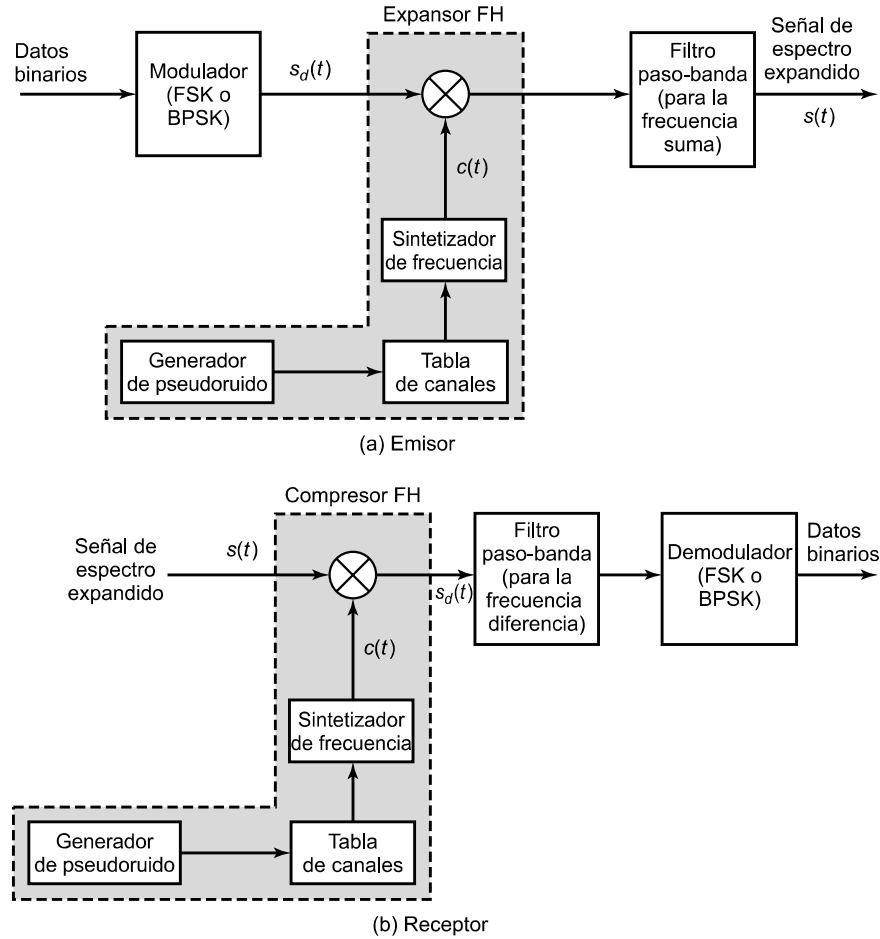 Expansor FH
Datos
binarios
Modulador
(FSK o
BPSK)
s_d(t)
c(t)
Filtro
paso-banda
(para la
frecuencia
suma)
Señal de
espectro
expandido
s(t)
Sintetizador
de frecuencia
Generador
de pseudoruido
Tabla
de canales
(a) Emisor
Compresor FH
Señal de
espectro
expandido
s(t)
s_d(t)
c(t)
Filtro
paso-banda
(para la
frecuencia
diferencia)
Demodulador
(FSK o
BPSK)
Datos
binarios
Sintetizador
de frecuencia
Generador
de pseudoruido
Tabla
de canales
(b) Receptor